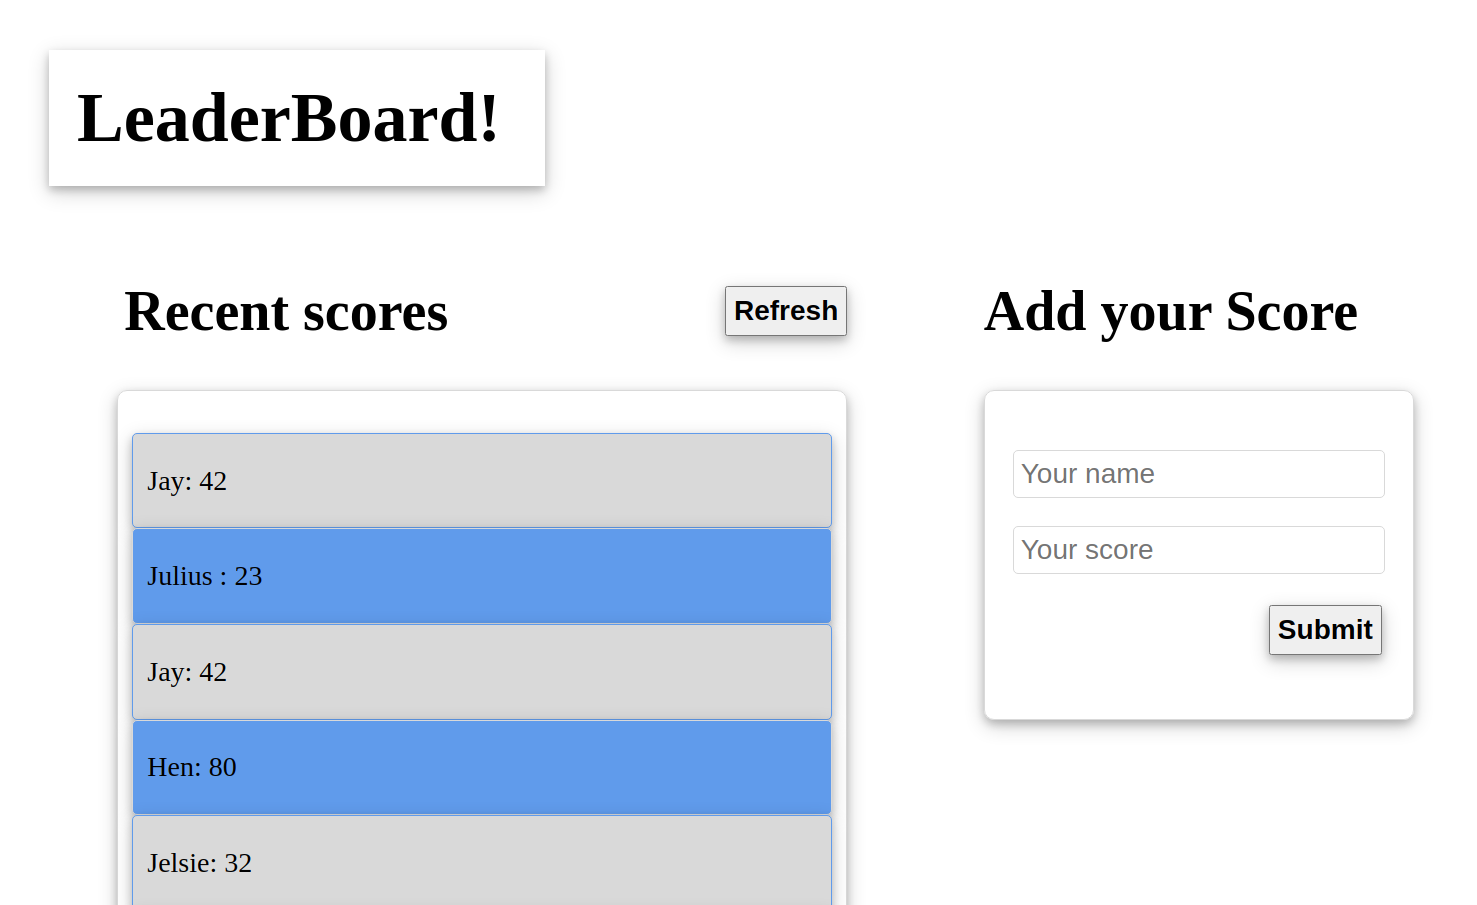 LeaderBoard!
Recent scores
Refresh
Jay: 42
Julius : 23
Jay: 42
Hen: 80
Jelsie: 32
Add your Score
Your name
Your score
Submit